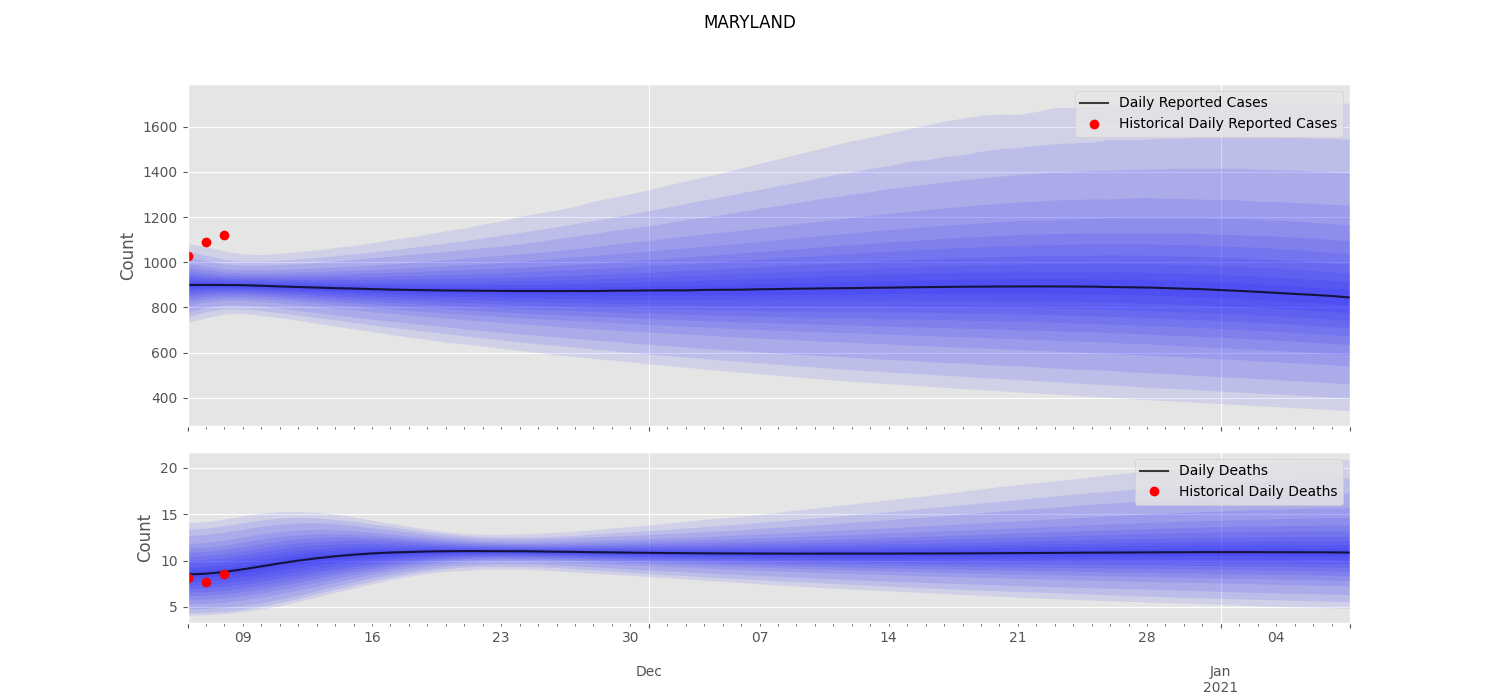 MARYLAND
Count
1600
1400
1200
1000
800
600
400
Daily Reported Cases
Historical Daily Reported Cases
Count
20
15
10
5
Daily Deaths
Historical Daily Deaths
09 16 23 30 07 14 21 28 04
Dec Jan
2021